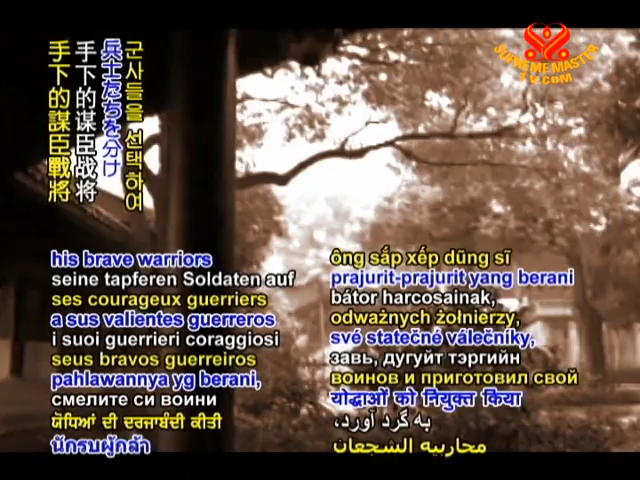 SUPREME MASTER
TV.COM
手下的謀臣戰將
手下的谋臣战将
兵士たちを分け
군사들을 선택하여
his brave warriors
seine tapferen Soldaten auf
ses courageux guerriers
a sus valientes guerreros
i suoi guerrieri coraggiosi
seus bravos guerreiros
pahlawannya yg berani,
смелите си воини
ਯੋਧਿਆਂ ਦੀ ਦਰਜਾਬੰਦੀ ਕੀਤੀ
นักรบผู้กล้า
ông sắp xếp dũng sĩ
prajurit-prajurit yang berani
bátor harcosainak,
odważnych żołnierzy,
své statečné válečníky,
завь, дугуйт тэргийн
воинов и приготовил свой
योद्धाओं को नियुक्त किया
به گرد آورد،
محاربيه الشجعان